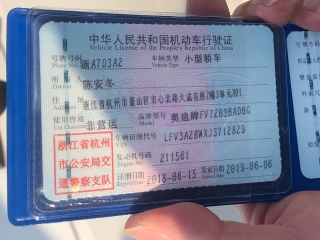 中华人民共和国机动车行驶证
Vehicle License of the People's Republic of China
号牌号码 浙A7D3A2 车辆类型 小型轿车
Plate No. Vehicle Type
所有人 陈安冬
Owner
住址 浙江省杭州市萧山区市心北路大
Address
使用性质 非营运 品牌型号 奥迪牌FV7203BADBG
Use Character Model
车辆识别代号 LFV3A28WXJ3712829
VIN
浙江省杭州
市公安局交
通警察支队
发动机号码 211561
Engine No.
注册日期 2018-06-15 发证日期 2019-06-06
Register Date Issue Date